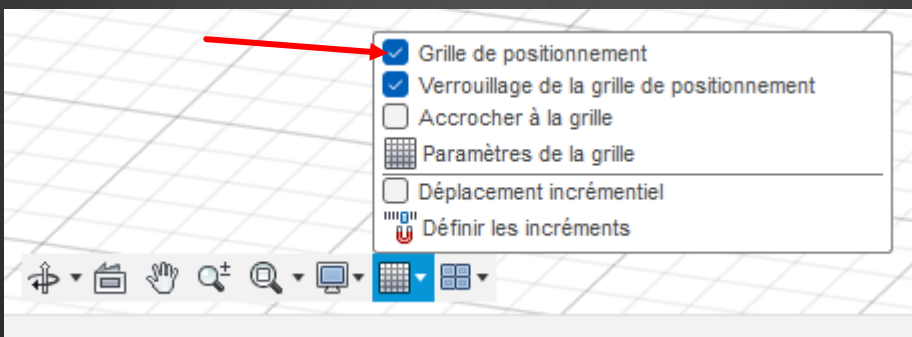 Grille de positionnement
Verrouillage de la grille de positionnement
Accrocher à la grille
Paramètres de la grille
Déplacement incrémentiel
Définir les incréments